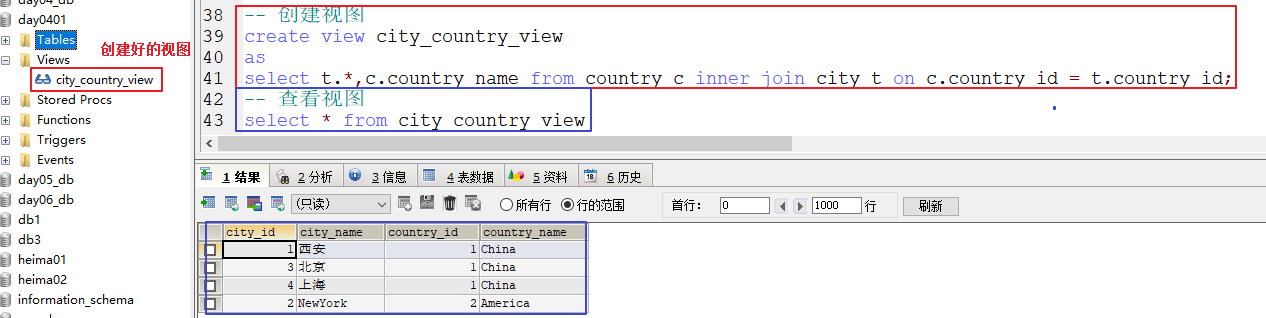 day04_db
day0401
Tables
创建好的视图
Views
city_country_view
Stored Procs
Functions
Triggers
Events
day05_db
day06_db
db1
db3
heima01
heima02
information_schema
38 -- 创建视图
39 create view city_country_view
40 as
41 select t.*,c.country_name from country c inner join city t on c.country_id = t.country_id;
42 -- 查看视图
43 select * from city_country_view
1 结果 2 分析 3 信息 4 表数据 5 资料 6 历史
(只读) 所有行 行的范围 首行: 0 1000 行 刷新
city_id city_name country_id country_name
1 西安 1 China
3 北京 1 China
4 上海 1 China
2 NewYork 2 America